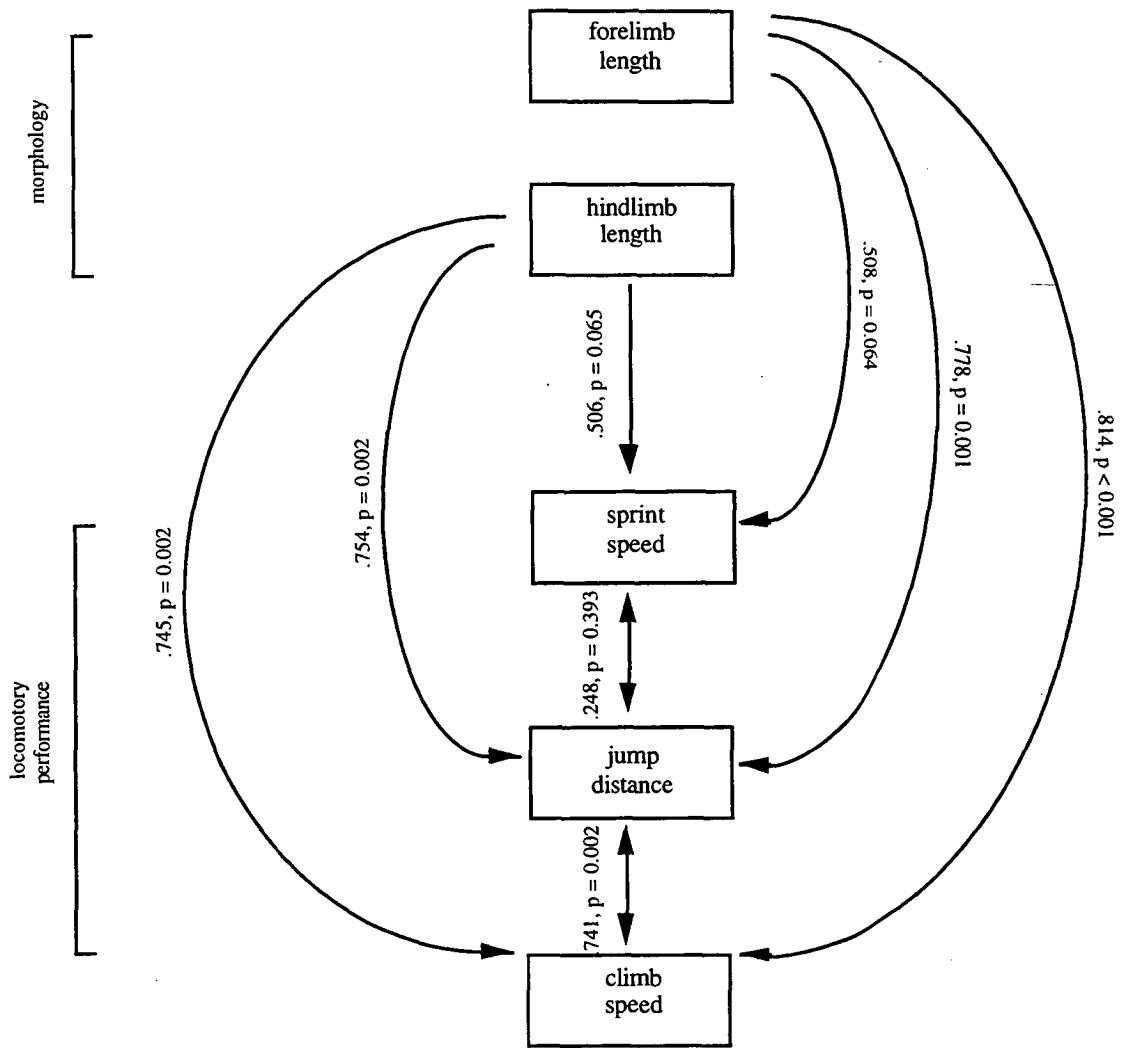 forelimb
length
morphology
hindlimb
length
.508, p = 0.064
.506, p = 0.065
.778, p = 0.001
.814, p < 0.001
.754, p = 0.002
.745, p = 0.002
sprint
speed
.248, p = 0.393
locomotory
performance
jump
distance
.741, p = 0.002
climb
speed